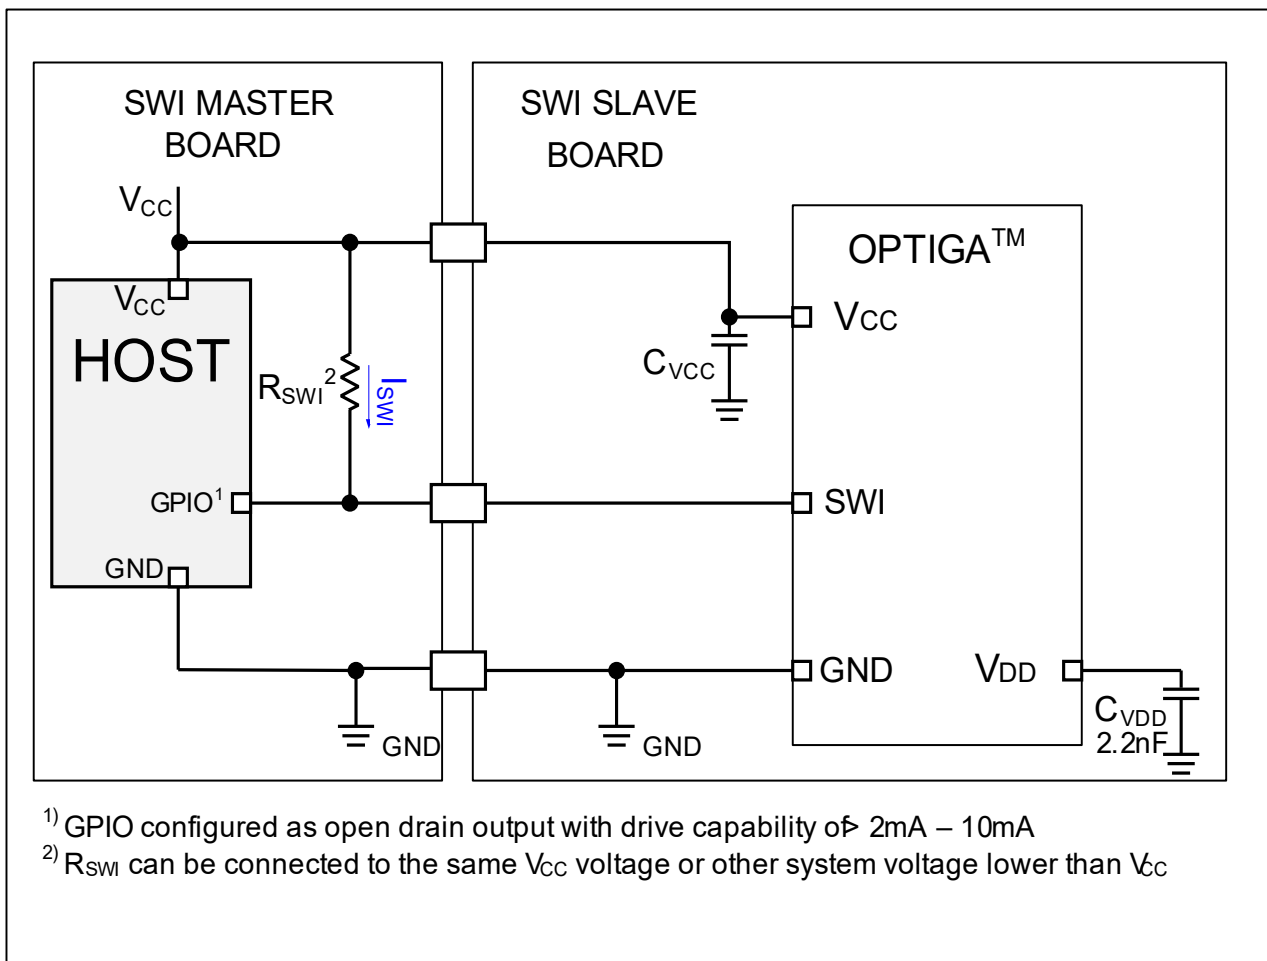 SWI MASTER
BOARD
SWI SLAVE
BOARD
VCC
VCC
HOST
RSWI2
ISWI
GPIO1
GND
GND
OPTIGATM
VCC
CVCC
SWI
GND
VDD
GND
CVDD
2.2nF
1) GPIO configured as open drain output with drive capability of> 2mA – 10mA
2) RSWI can be connected to the same VCC voltage or other system voltage lower than VCC